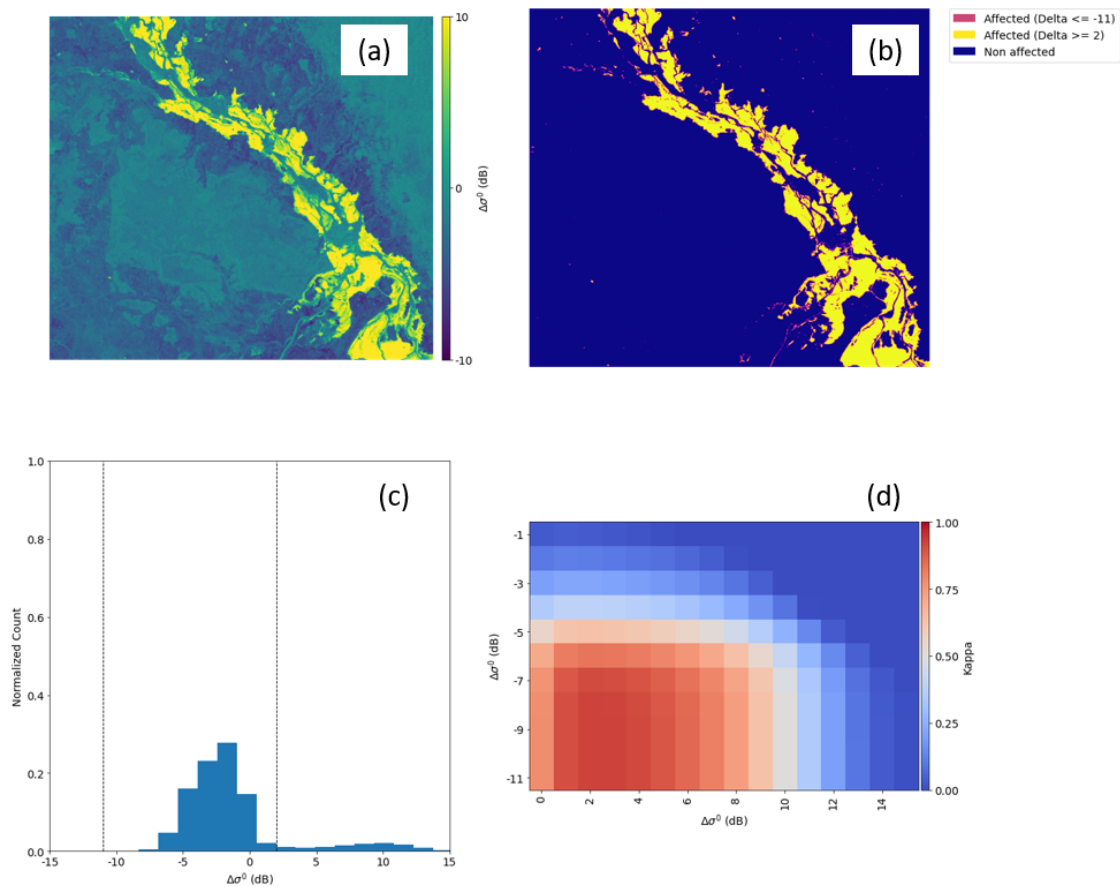 (a)
10
0
-10
Δσ⁰ (dB)
(b)
Affected (Delta <= -11)
Affected (Delta >= 2)
Non affected
(c)
1.0
0.8
0.6
0.4
0.2
0.0
Normalized Count
-15 -10 -5 0 5 10 15
Δσ⁰ (dB)
(d)
-1
-3
-5
-7
-9
-11
Δσ⁰ (dB)
0 2 4 6 8 10 12 14
Δσ⁰ (dB)
1.00
0.75
0.50
0.25
0.00
Kappa